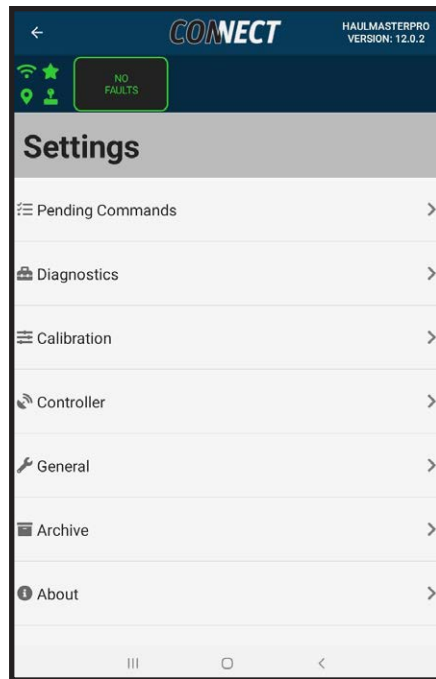 CONNECT
HAULMASTERPRO
VERSION: 12.0.2
NO
FAULTS
Settings
Pending Commands
Diagnostics
Calibration
Controller
General
Archive
About